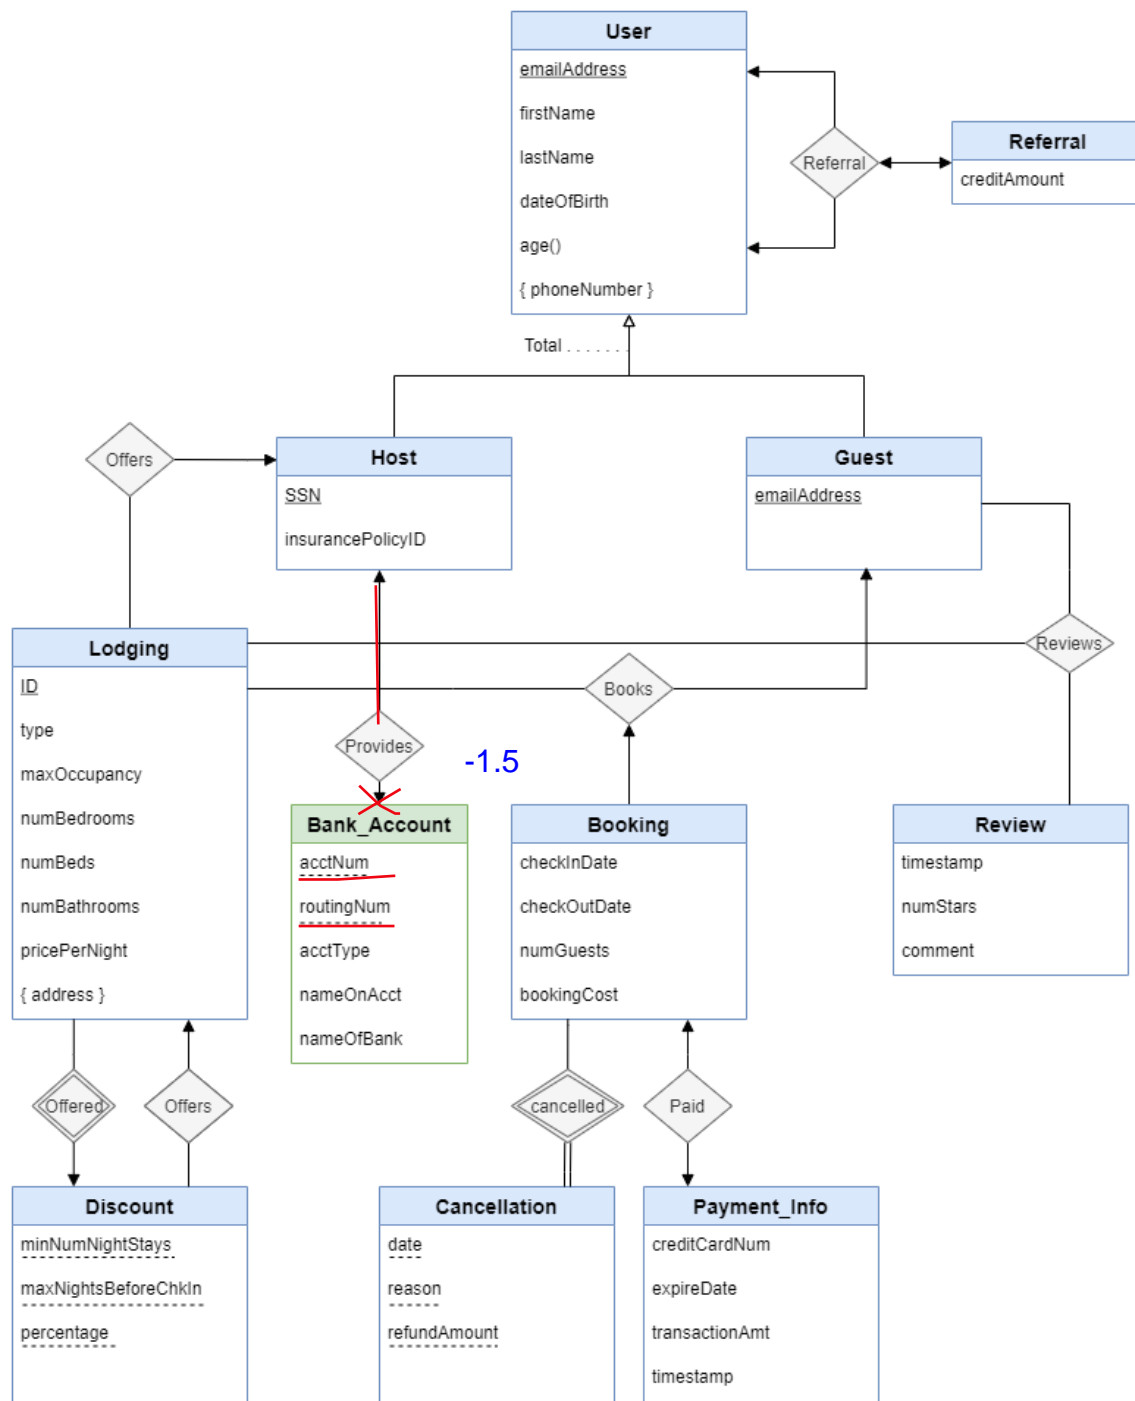 User
emailAddress
firstName
lastName
dateOfBirth
age()
{ phoneNumber }
Referral
Referral
creditAmount
Total . . . . . . .
Offers
Host
SSN
insurancePolicyID
Guest
emailAddress
Lodging
ID
type
maxOccupancy
numBedrooms
numBeds
numBathrooms
pricePerNight
{ address }
Books
Reviews
Provides
-1.5
Bank_Account
acctNum
routingNum
acctType
nameOnAcct
nameOfBank
Booking
checkInDate
checkOutDate
numGuests
bookingCost
Review
timestamp
numStars
comment
Offered
Offers
cancelled
Paid
Discount
minNumNightStays
maxNightsBeforeChkIn
percentage
Cancellation
date
reason
refundAmount
Payment_Info
creditCardNum
expireDate
transactionAmt
timestamp